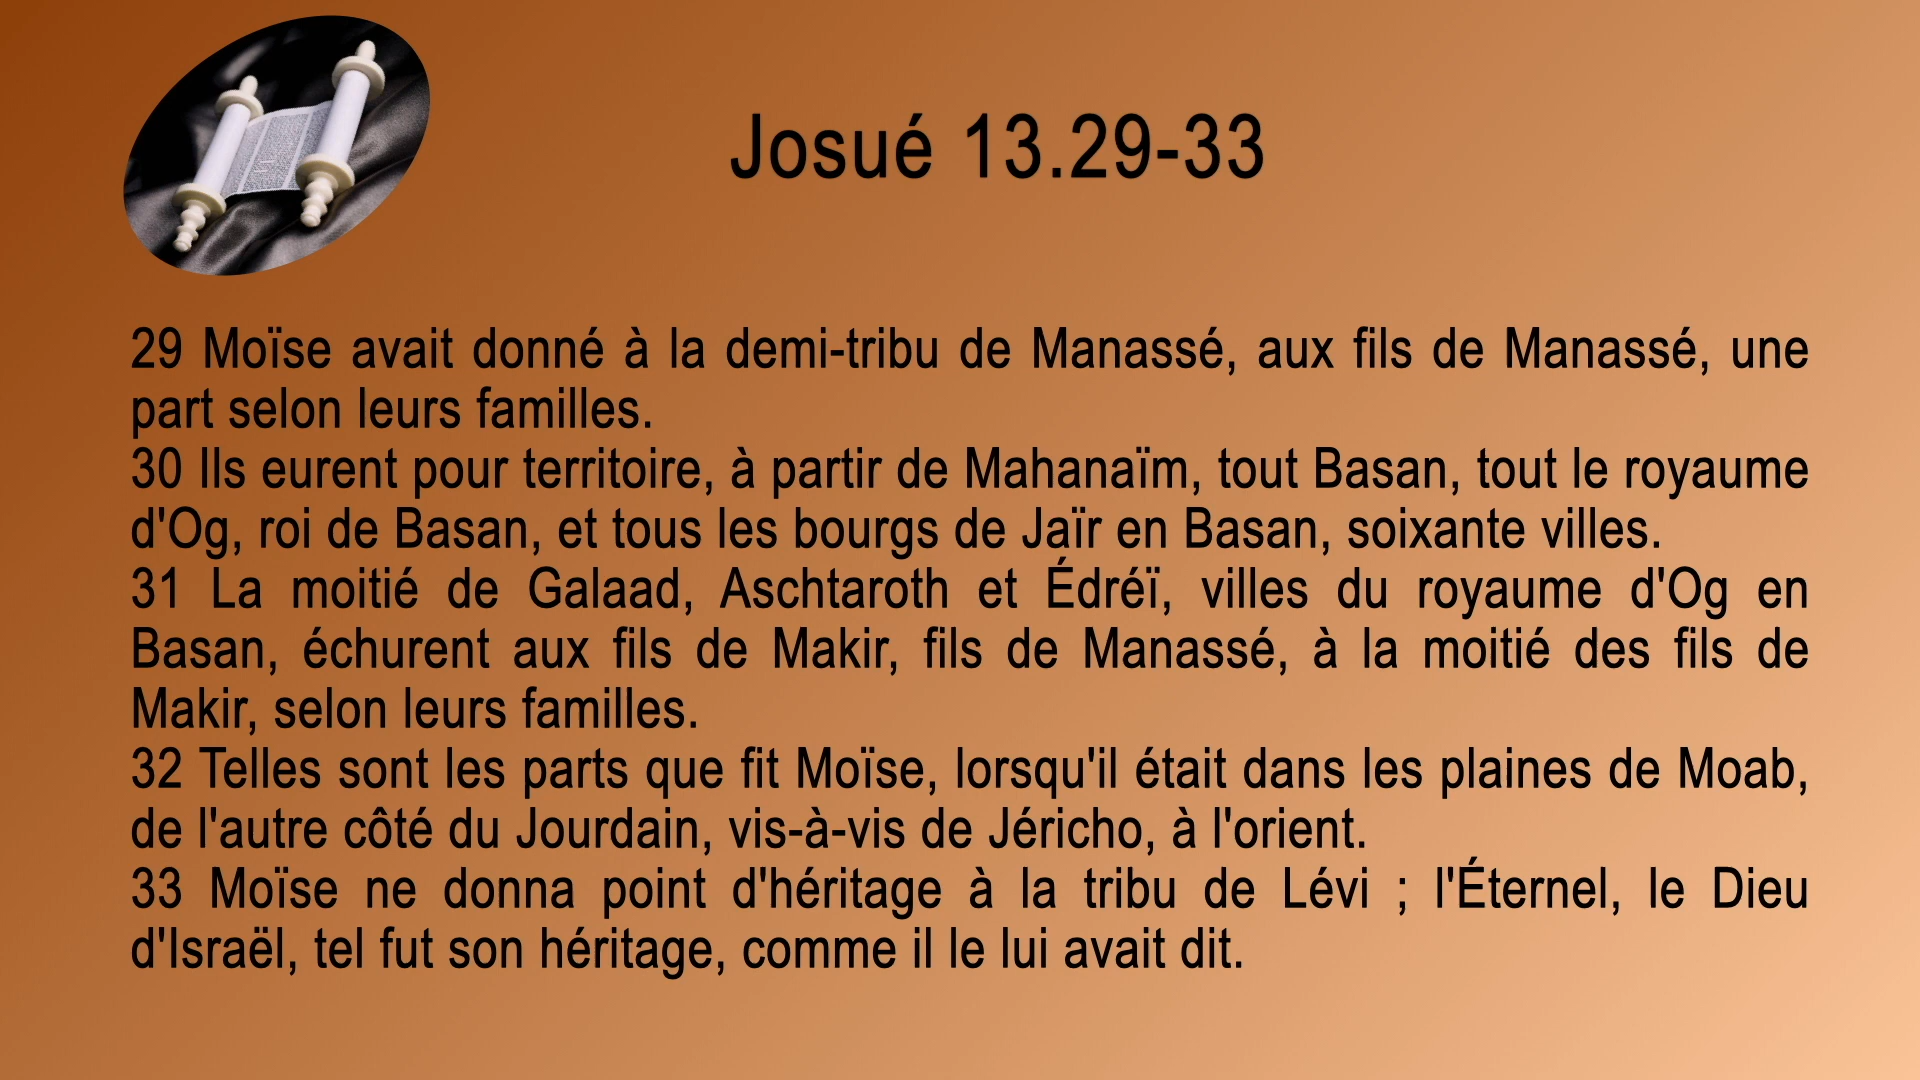 Josué 13.29-33
29 Moïse avait donné à la demi-tribu de Manassé, aux fils de Manassé, une
part selon leurs familles.
30 Ils eurent pour territoire, à partir de Mahanaïm, tout Basan, tout le royaume
d'Og, roi de Basan, et tous les bourgs de Jaïr en Basan, soixante villes.
31 La moitié de Galaad, Aschtaroth et Édréï, villes du royaume d'Og en
Basan, échurent aux fils de Makir, fils de Manassé, à la moitié des fils de
Makir, selon leurs familles.
32 Telles sont les parts que fit Moïse, lorsqu'il était dans les plaines de Moab,
de l'autre côté du Jourdain, vis-à-vis de Jéricho, à l'orient.
33 Moïse ne donna point d'héritage à la tribu de Lévi ; l'Éternel, le Dieu
d'Israël, tel fut son héritage, comme il le lui avait dit.